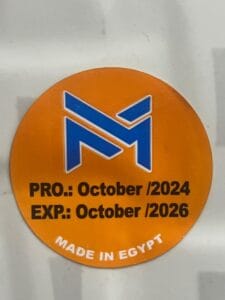 PRO.: October /2024
EXP.: October /2026
MADE IN EGYPT